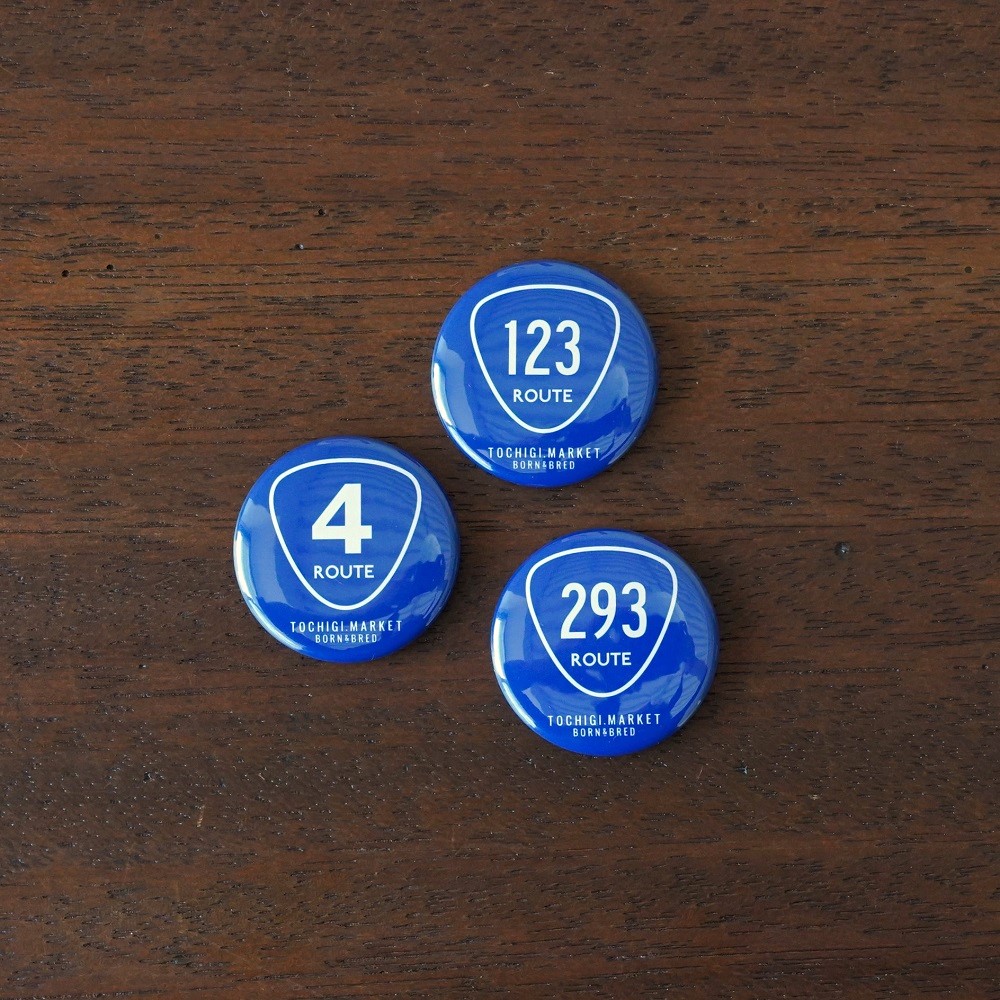 123
ROUTE
TOCHIGI.MARKET
BORN&BRED
4
ROUTE
TOCHIGI.MARKET
BORN&BRED
293
ROUTE
TOCHIGI.MARKET
BORN&BRED